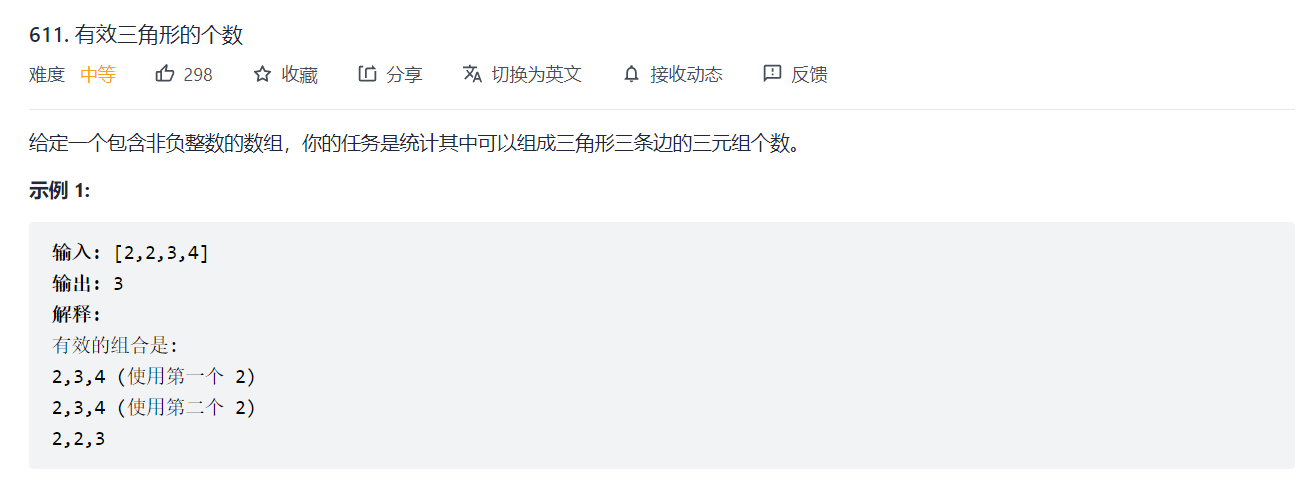 611. 有效三角形的个数
难度 中等 298 收藏 分享 切换为英文 接收动态 反馈
给定一个包含非负整数的数组，你的任务是统计其中可以组成三角形三条边的三元组个数。
示例 1:
输入: [2,2,3,4]
输出: 3
解释:
有效的组合是:
2,3,4 (使用第一个 2)
2,3,4 (使用第二个 2)
2,2,3